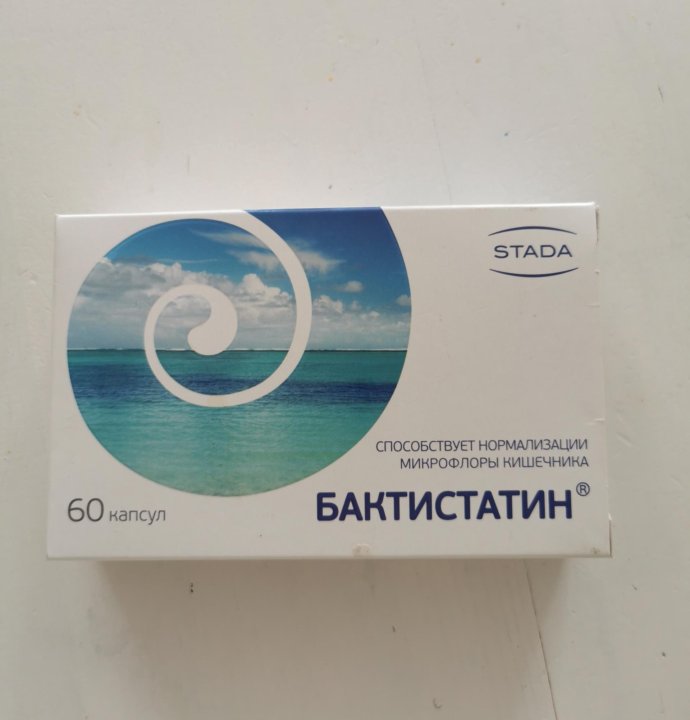 STADA
СПОСОБСТВУЕТ НОРМАЛИЗАЦИИ
МИКРОФЛОРЫ КИШЕЧНИКА
БАКТИСТАТИН®
60 капсул